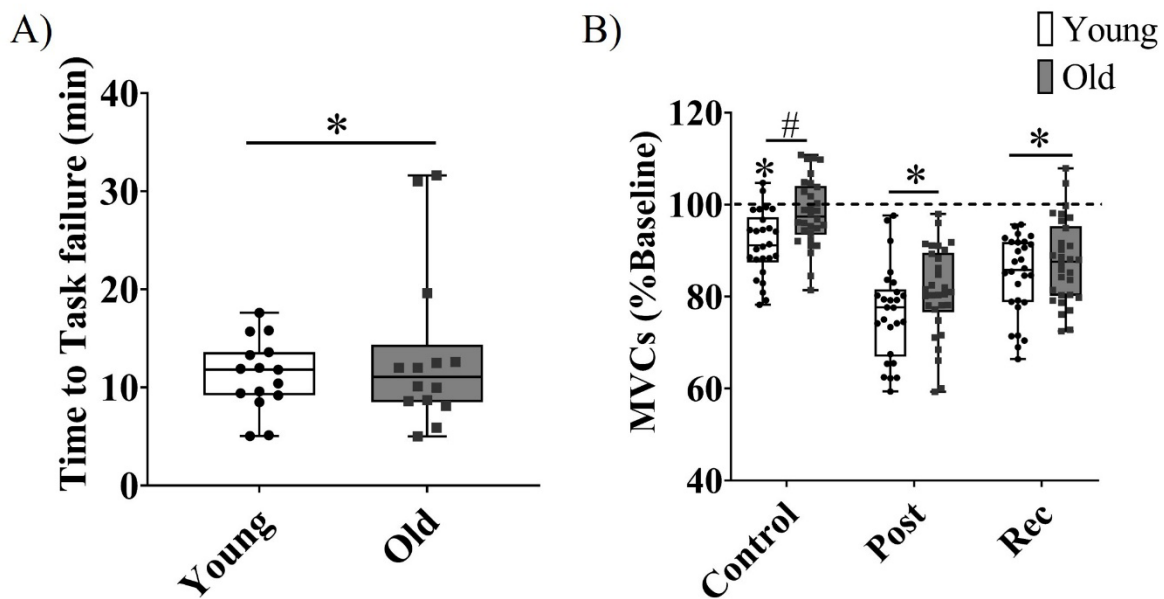 A)
Time to Task failure (min)
40
30
20
10
0
*
Young
Old
B)
Young
Old
MVCs (%Baseline)
120
100
80
60
40
#
*
*
*
Control
Post
Rec